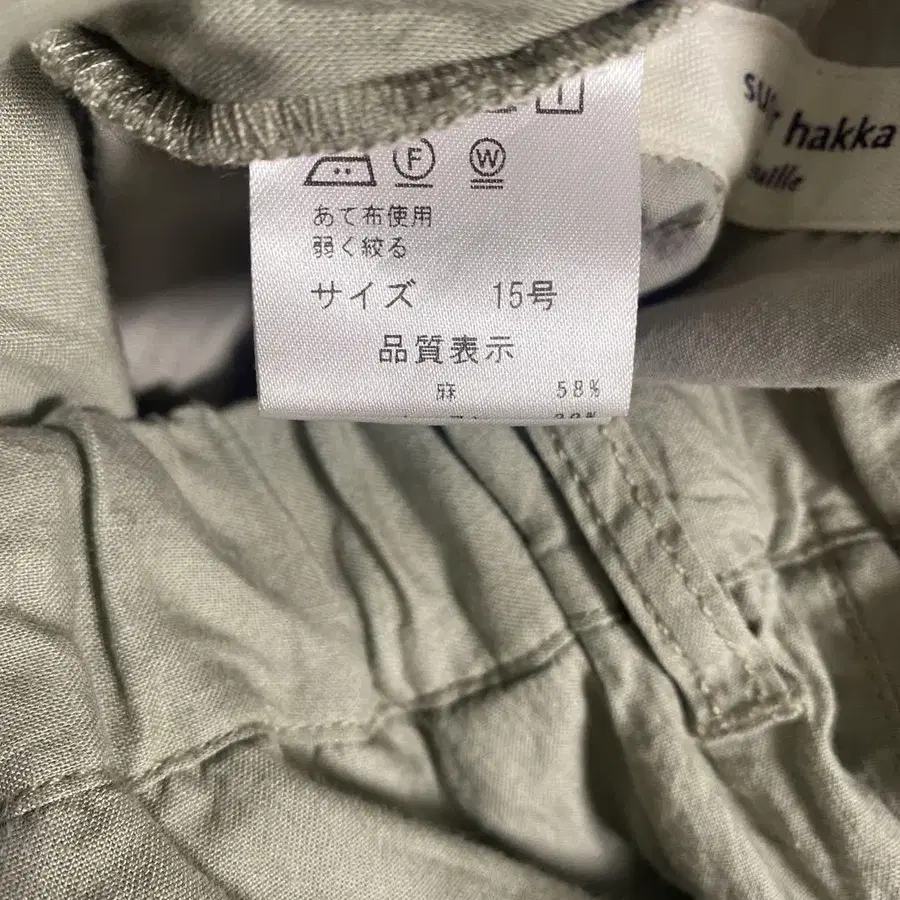 F W
あて布使用
弱く絞る
サイズ 15号
品質表示
麻 58%
hakka